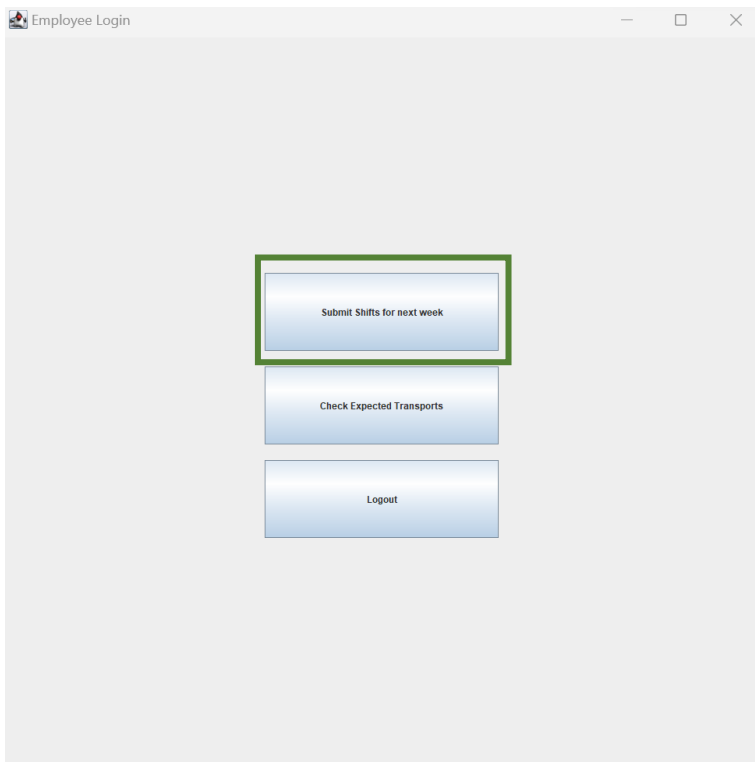 Employee Login
Submit Shifts for next week
Check Expected Transports
Logout